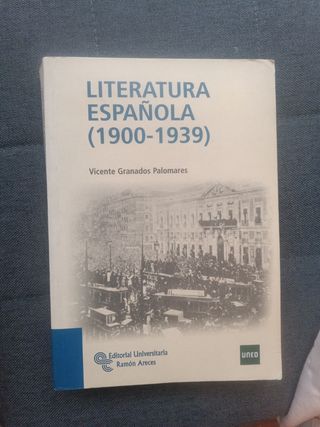 LITERATURA
ESPAÑOLA
(1900-1939)
Vicente Granados Palomares
Editorial Universitaria
Ramón Areces
UNED